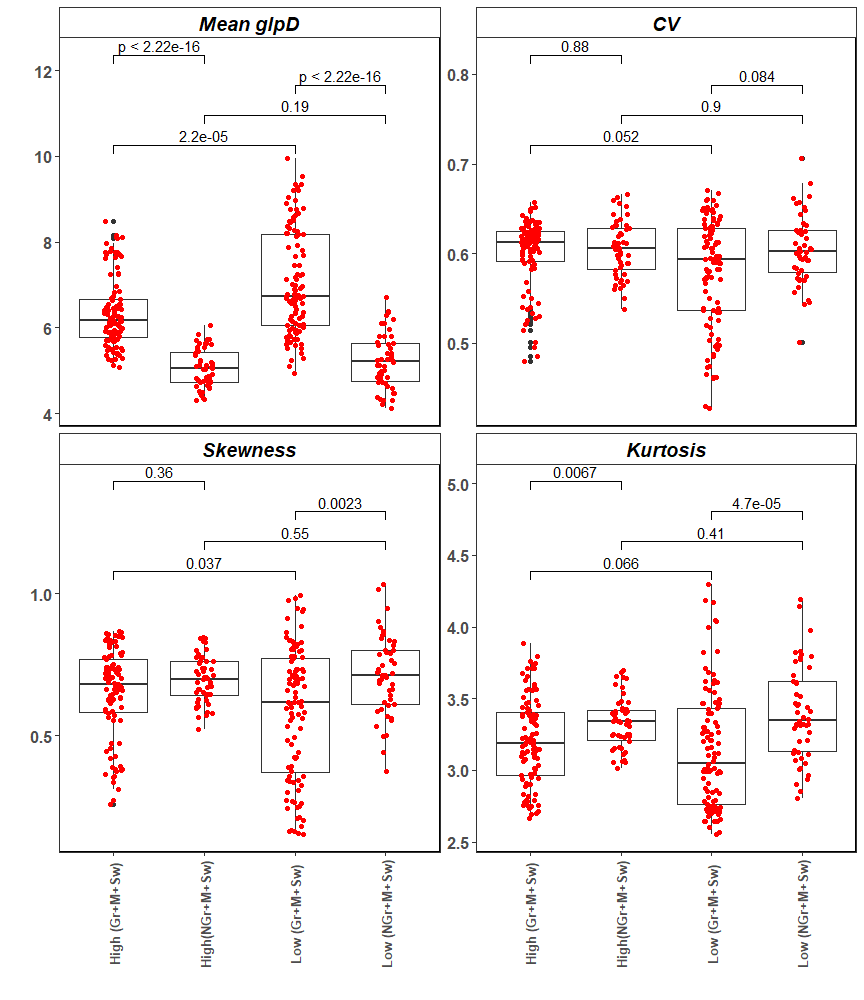 Mean glpD
p < 2.22e-16
p < 2.22e-16
0.19
2.2e-05
12
10
8
6
4
CV
0.88
0.084
0.9
0.052
0.8
0.7
0.6
0.5
Skewness
0.36
0.0023
0.55
0.037
1.0
0.5
Kurtosis
0.0067
4.7e-05
0.41
0.066
5.0
4.5
4.0
3.5
3.0
2.5
High (Gr+M+ Sw)
High(NGr+M+ Sw)
Low (Gr+M+ Sw)
Low (NGr+M+ Sw)
High (Gr+M+ Sw)
High(NGr+M+ Sw)
Low (Gr+M+ Sw)
Low (NGr+M+ Sw)